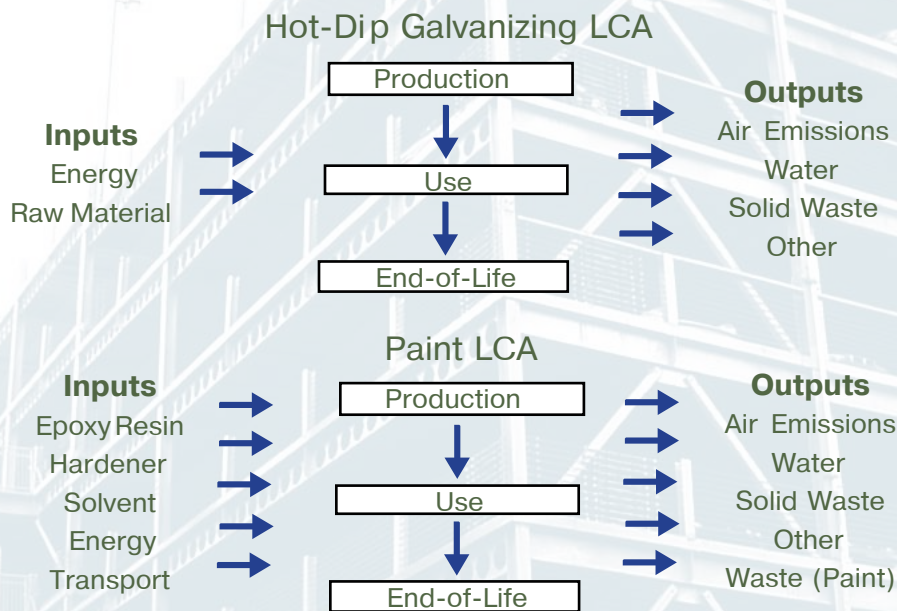 Hot-Dip Galvanizing LCA
Production
Inputs
Energy
Raw Material
Use
Outputs
Air Emissions
Water
Solid Waste
Other
End-of-Life
Paint LCA
Inputs
Epoxy Resin
Hardener
Solvent
Energy
Transport
Production
Use
End-of-Life
Outputs
Air Emissions
Water
Solid Waste
Other
Waste (Paint)